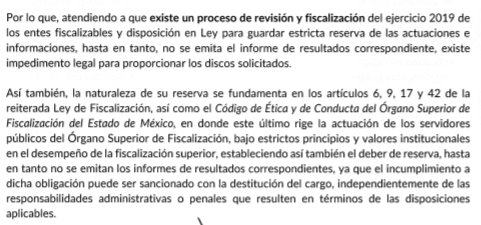 Por lo que, atendiendo a que existe un proceso de revisión y fiscalización del ejercicio 2019 de
los entes fiscalizables y disposición en Ley para guardar estricta reserva de las actuaciones e
informaciones, hasta en tanto, no se emita el informe de resultados correspondiente, existe
impedimento legal para proporcionar los discos solicitados.
Así también, la naturaleza de su reserva se fundamenta en los artículos 6, 9, 17 y 42 de la
reiterada Ley de Fiscalización, así como el Código de Ética y de Conducta del Órgano Superior de
Fiscalización del Estado de México, en donde este último rige la actuación de los servidores
públicos del Órgano Superior de Fiscalización, bajo estrictos principios y valores institucionales
en el desempeño de la fiscalización superior, estableciendo así también el deber de reserva, hasta
en tanto no se emitan los informes de resultados correspondientes, ya que el incumplimiento a
dicha obligación puede ser sancionado con la destitución del cargo, independientemente de las
responsabilidades administrativas o penales que resulten en términos de las disposiciones
aplicables.